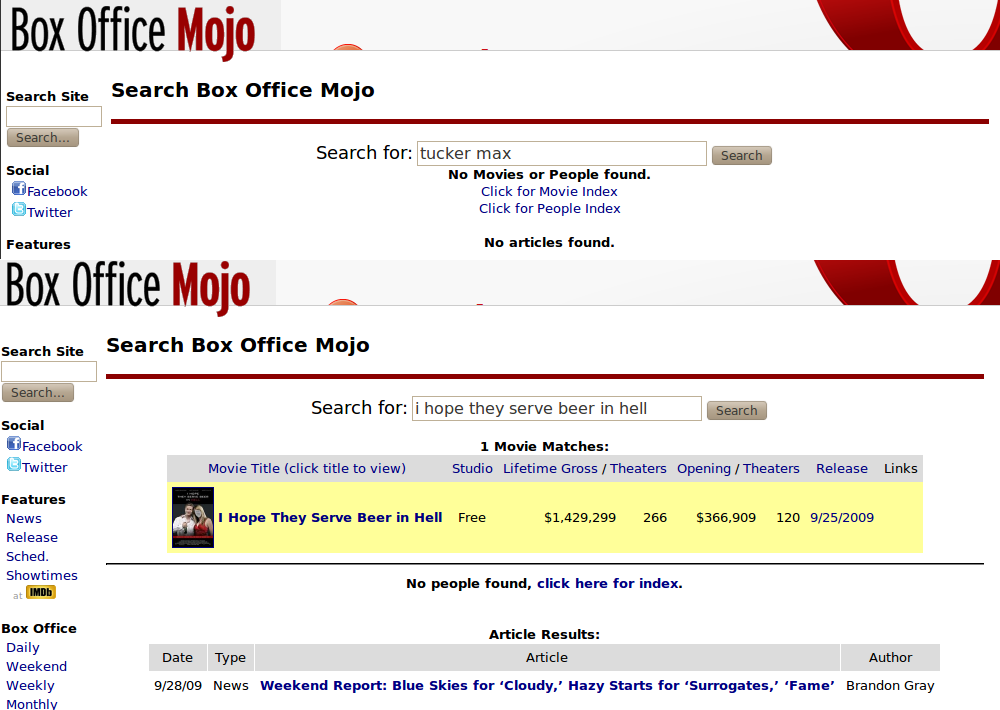 Box Office Mojo
Search Box Office Mojo
Search Site
Search...
Search for: tucker max Search
No Movies or People found.
Click for Movie Index
Click for People Index
No articles found.
Social
Facebook
Twitter
Features
Box Office Mojo
Search Box Office Mojo
Search Site
Search...
Search for: i hope they serve beer in hell Search
1 Movie Matches:
Movie Title (click title to view) Studio Lifetime Gross / Theaters Opening / Theaters Release Links
I Hope They Serve Beer in Hell Free $1,429,299 266 $366,909 120 9/25/2009
No people found, click here for index.
Article Results:
Date Type Article Author
9/28/09 News Weekend Report: Blue Skies for ‘Cloudy,’ Hazy Starts for ‘Surrogates,’ ‘Fame’ Brandon Gray
Social
Facebook
Twitter
Features
News
Release
Sched.
Showtimes
at IMDb
Box Office
Daily
Weekend
Weekly
Monthly